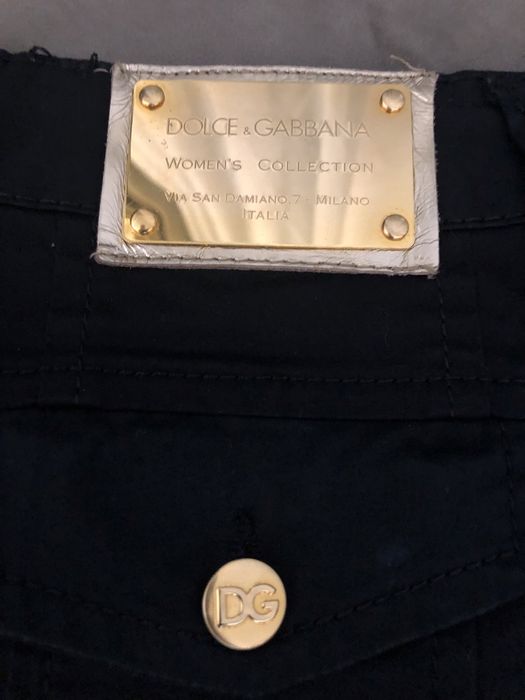 DOLCE & GABBANA
WOMEN'S COLLECTION
VIA SAN DAMIANO,7 - MILANO
ITALIA
DG